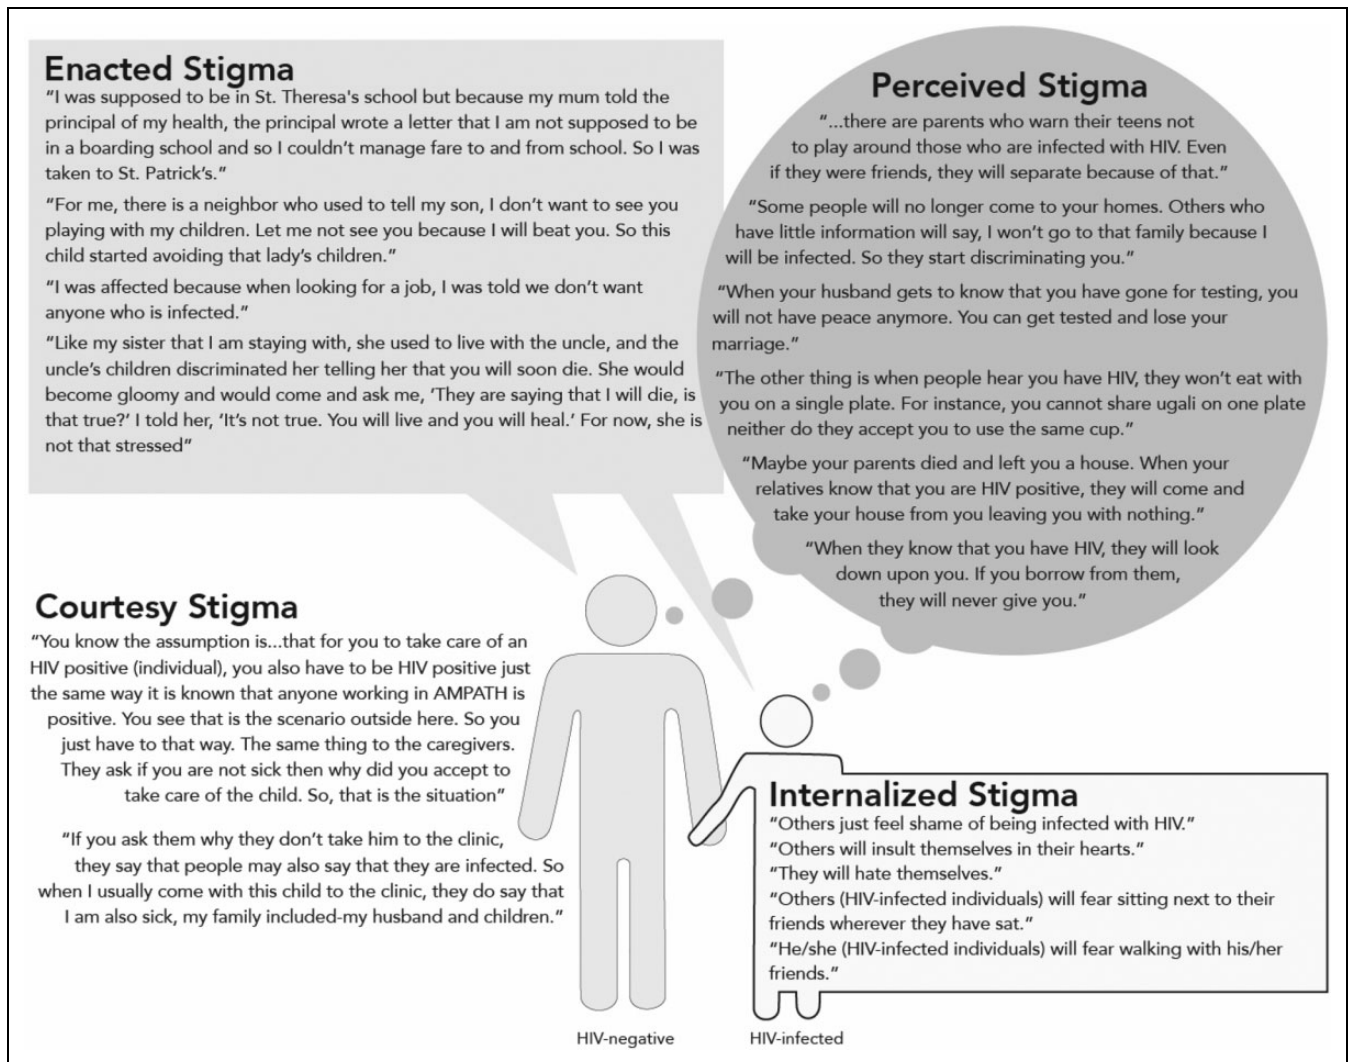 Enacted Stigma
“I was supposed to be in St. Theresa's school but because my mum told the
principal of my health, the principal wrote a letter that I am not supposed to be
in a boarding school and so I couldn’t manage fare to and from school. So I was
taken to St. Patrick’s.”
“For me, there is a neighbor who used to tell my son, I don’t want to see you
playing with my children. Let me not see you because I will beat you. So this
child started avoiding that lady’s children.”
“I was affected because when looking for a job, I was told we don’t want
anyone who is infected.”
“Like my sister that I am staying with, she used to live with the uncle, and the
uncle’s children discriminated her telling her that you will soon die. She would
become gloomy and would come and ask me, ‘They are saying that I will die, is
that true?’ I told her, ‘It’s not true. You will live and you will heal.’ For now, she is
not that stressed”
Perceived Stigma
“...there are parents who warn their teens not
to play around those who are infected with HIV. Even
if they were friends, they will separate because of that.”
“Some people will no longer come to your homes. Others who
have little information will say, I won’t go to that family because I
will be infected. So they start discriminating you.”
“When your husband gets to know that you have gone for testing, you
will not have peace anymore. You can get tested and lose your
marriage.”
“The other thing is when people hear you have HIV, they won’t eat with
you on a single plate. For instance, you cannot share ugali on one plate
neither do they accept you to use the same cup.”
“Maybe your parents died and left you a house. When your
relatives know that you are HIV positive, they will come and
take your house from you leaving you with nothing.”
“When they know that you have HIV, they will look
down upon you. If you borrow from them,
they will never give you.”
Courtesy Stigma
“You know the assumption is...that for you to take care of an
HIV positive (individual), you also have to be HIV positive just
the same way it is known that anyone working in AMPATH is
positive. You see that is the scenario outside here. So you
just have to that way. The same thing to the caregivers.
They ask if you are not sick then why did you accept to
take care of the child. So, that is the situation”
“If you ask them why they don’t take him to the clinic,
they say that people may also say that they are infected. So
when I usually come with this child to the clinic, they do say that
I am also sick, my family included-my husband and children.”
Internalized Stigma
“Others just feel shame of being infected with HIV.”
“Others will insult themselves in their hearts.”
“They will hate themselves.”
“Others (HIV-infected individuals) will fear sitting next to their
friends wherever they have sat.”
“He/she (HIV-infected individuals) will fear walking with his/her
friends.”
HIV-negative
HIV-infected